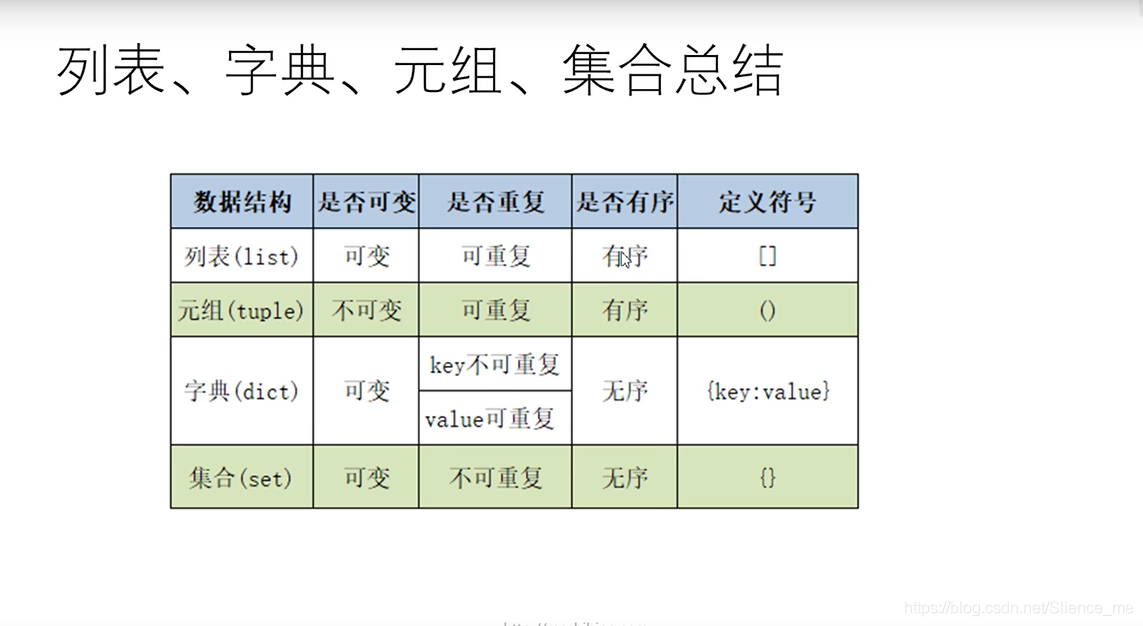 列表、字典、元组、集合总结
数据结构 是否可变 是否重复 是否有序 定义符号
列表(list) 可变 可重复 有序 []
元组(tuple) 不可变 可重复 有序 ()
字典(dict) 可变 key不可重复 无序 {key:value}
value可重复
集合(set) 可变 不可重复 无序 {}
https://blog.csdn.net/Slience_me